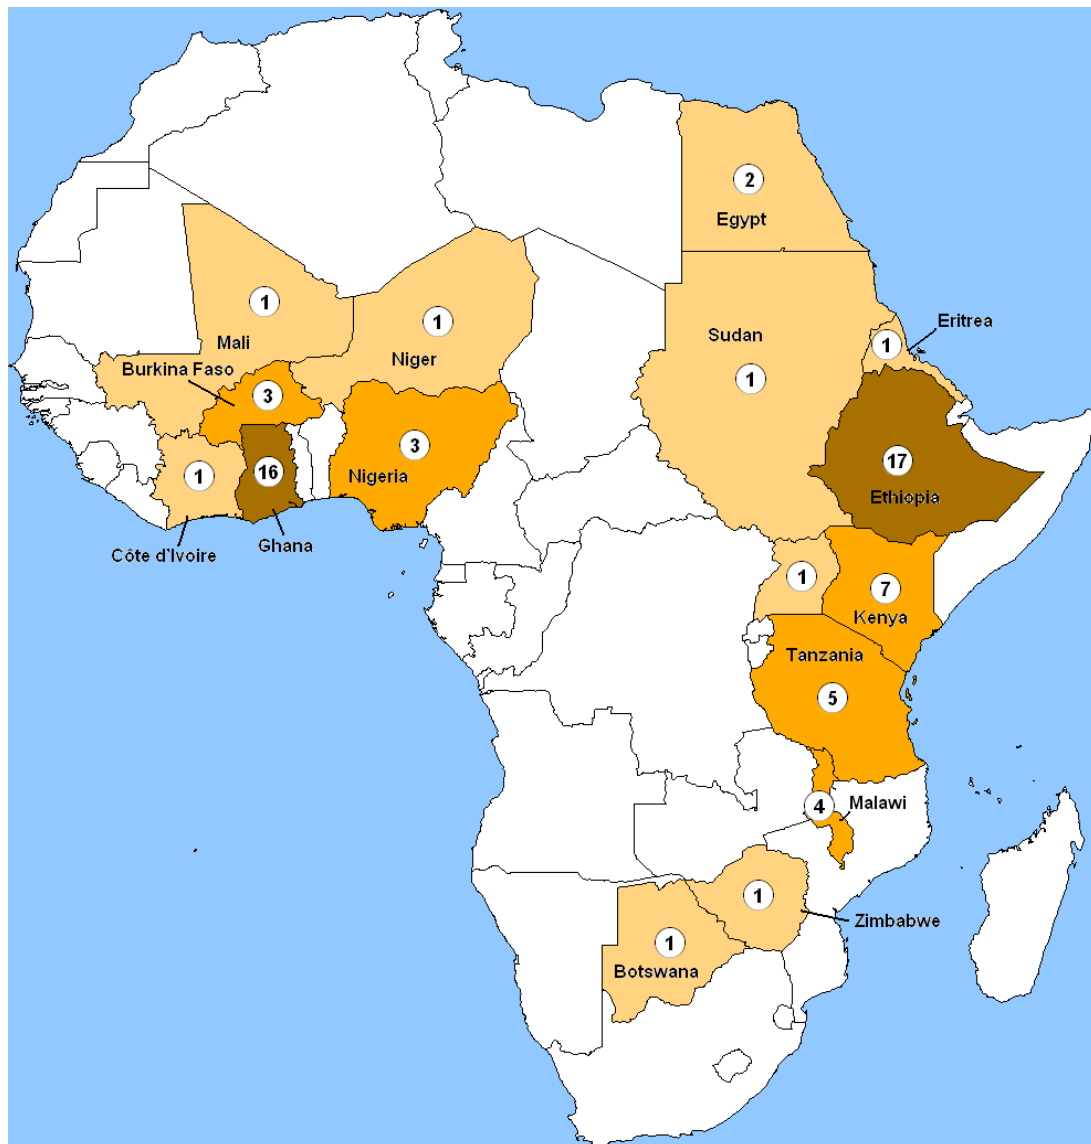 2
Egypt
1
Mali
1
Niger
Sudan
1
Eritrea
1
Burkina Faso
3
3
Nigeria
1
16
Côte d'Ivoire
Ghana
17
Ethiopia
1
7
Kenya
Tanzania
5
4
Malawi
1
Zimbabwe
1
Botswana